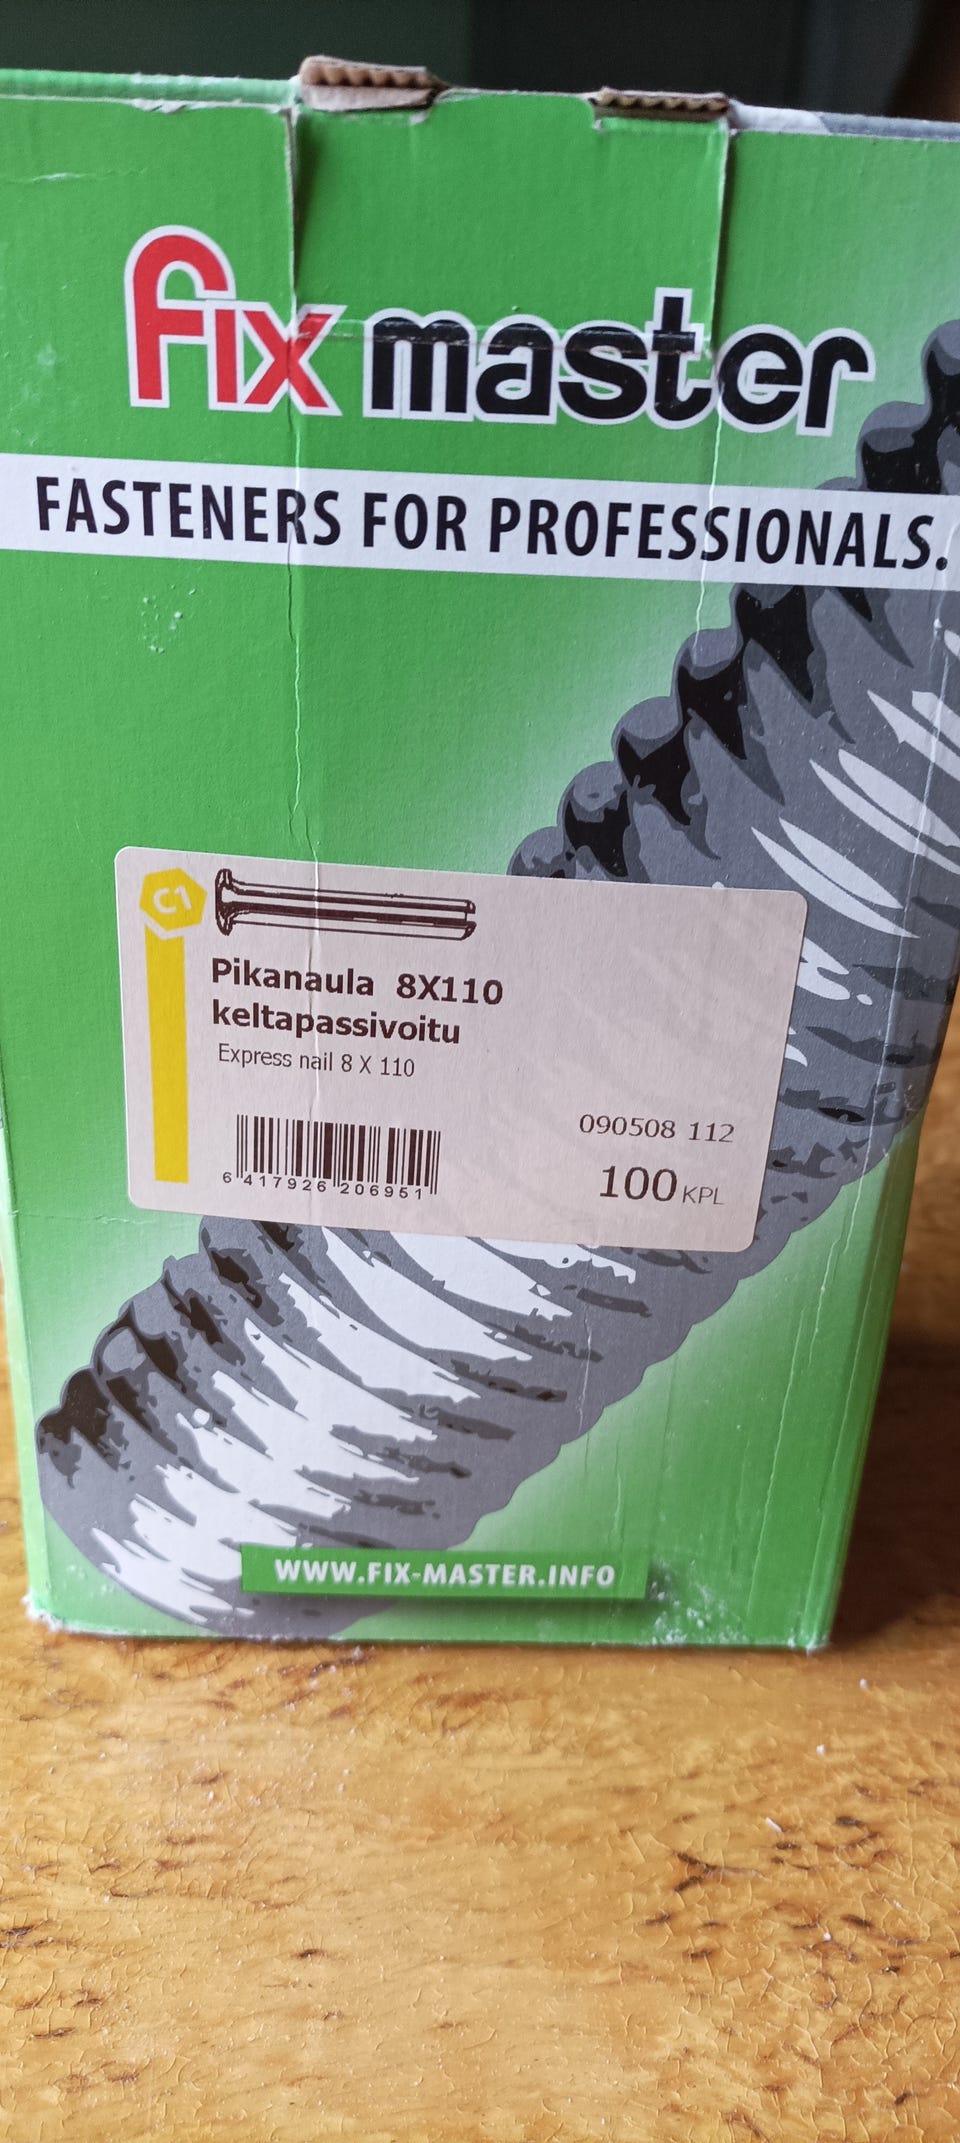 fix master
FASTENERS FOR PROFESSIONALS.
C1
Pikanaula 8X110
keltapassivoitu
Express nail 8 X 110
090508 112
6 417926 206951
100 KPL
WWW.FIX-MASTER.INFO